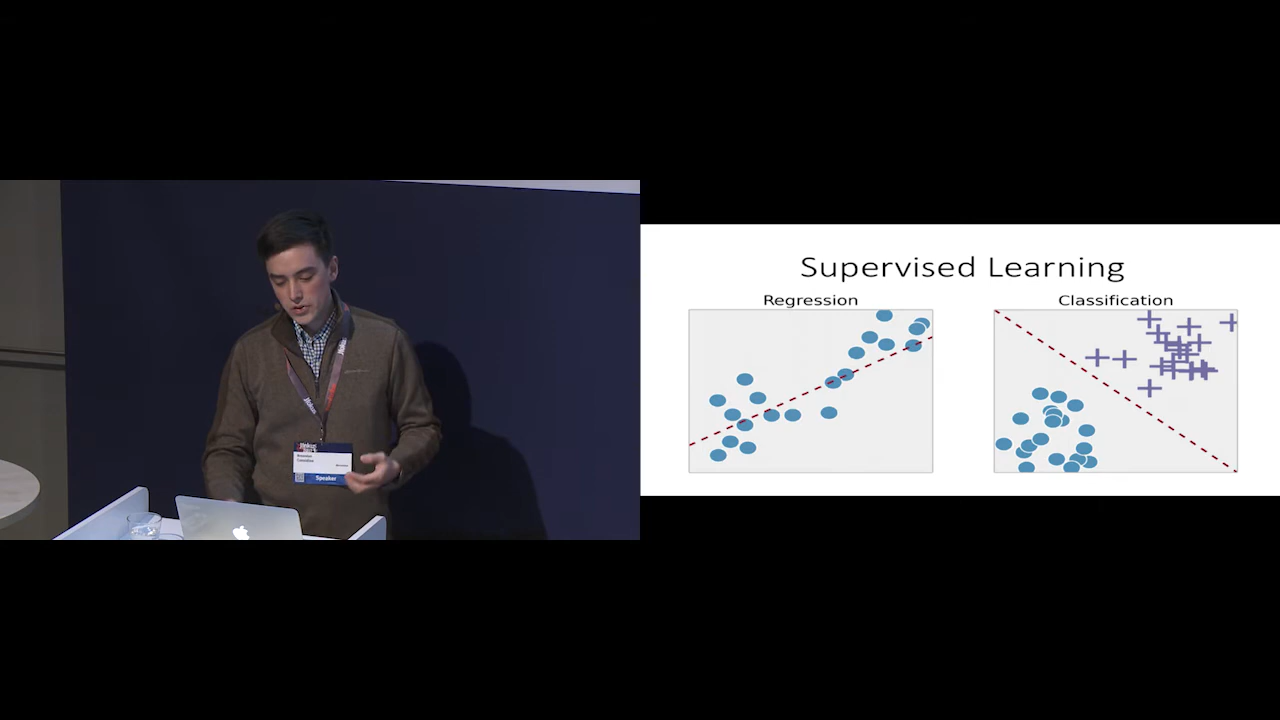 Supervised Learning
Regression
Classification
Speaker